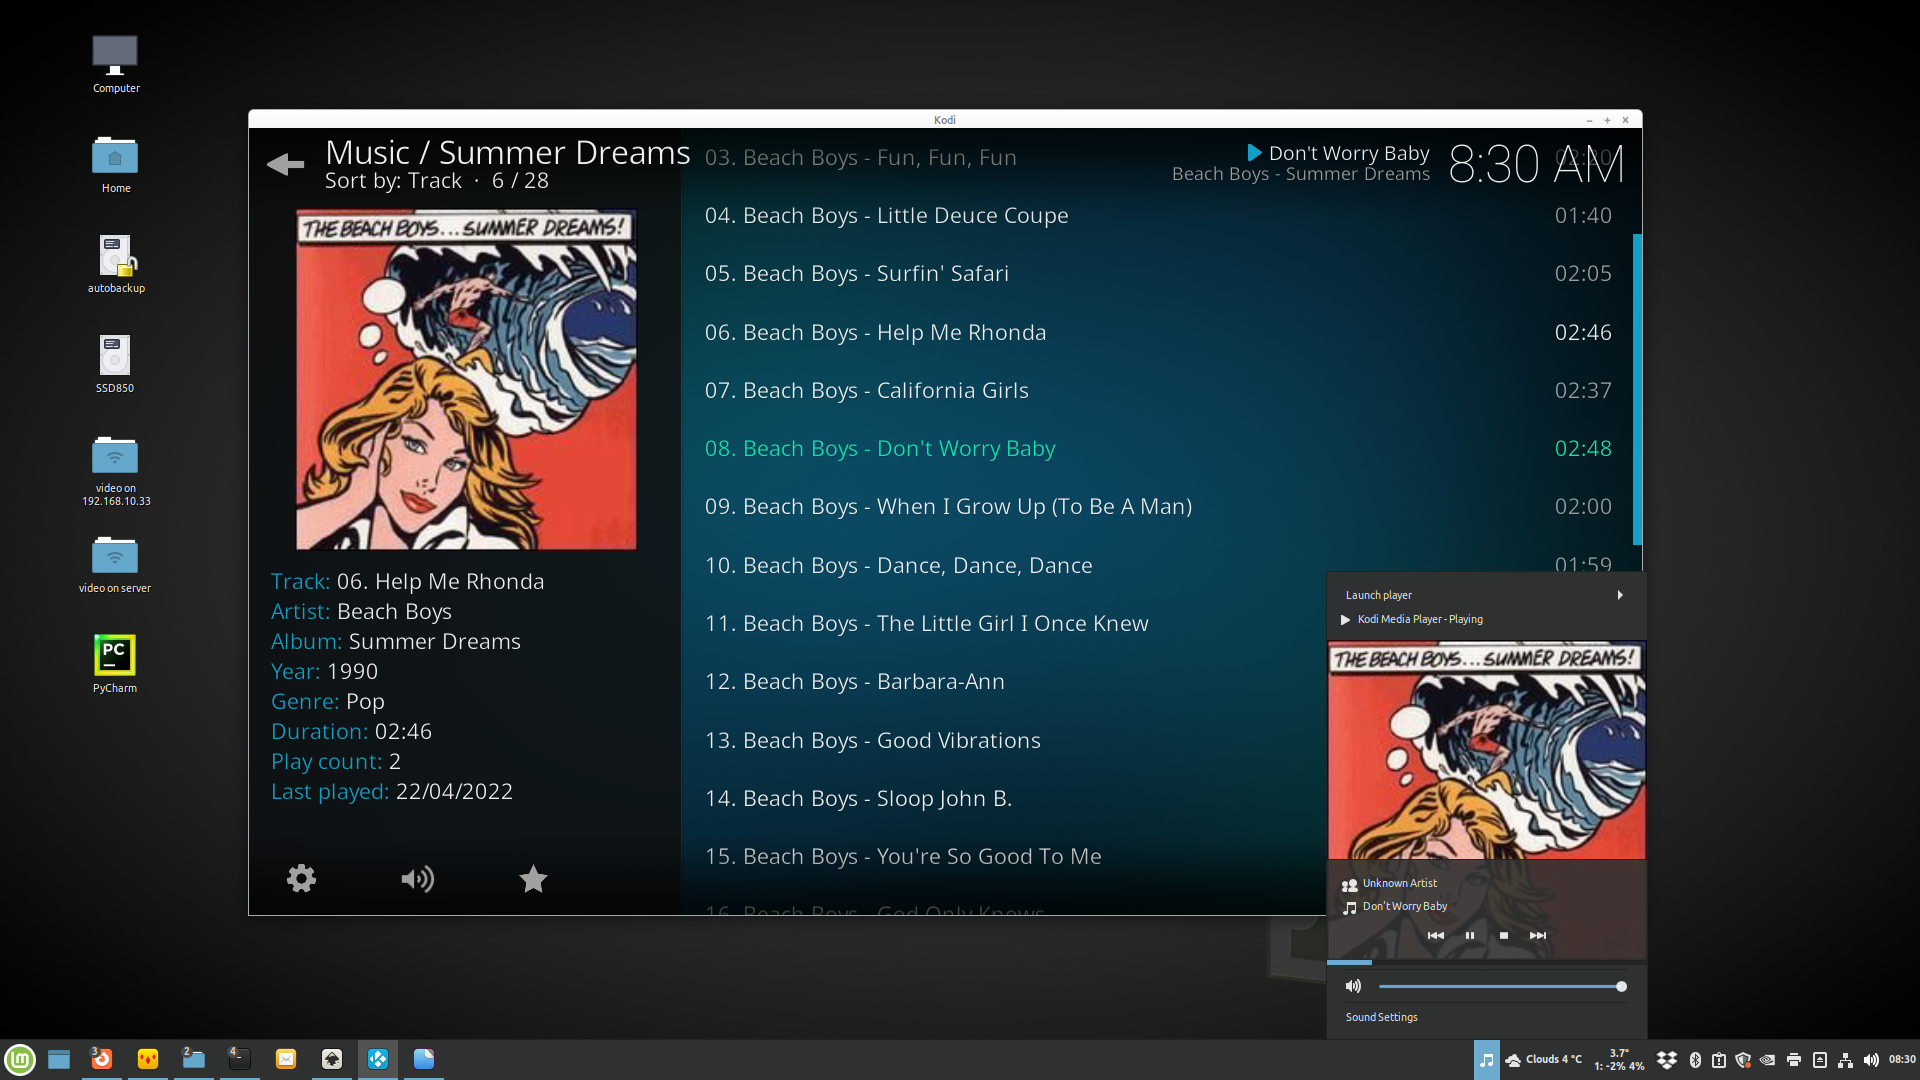 Computer
Home
autobackup
SSD850
video on
192.168.10.33
video on server
PC
PyCharm
Kodi
Music / Summer Dreams
Sort by: Track · 6 / 28
Don't Worry Baby
Beach Boys - Summer Dreams
8:30 AM
THE BEACH BOYS... SUMMER DREAMS!
Track: 06. Help Me Rhonda
Artist: Beach Boys
Album: Summer Dreams
Year: 1990
Genre: Pop
Duration: 02:46
Play count: 2
Last played: 22/04/2022
03. Beach Boys - Fun, Fun, Fun 02:20
04. Beach Boys - Little Deuce Coupe 01:40
05. Beach Boys - Surfin' Safari 02:05
06. Beach Boys - Help Me Rhonda 02:46
07. Beach Boys - California Girls 02:37
08. Beach Boys - Don't Worry Baby 02:48
09. Beach Boys - When I Grow Up (To Be A Man) 02:00
10. Beach Boys - Dance, Dance, Dance 01:59
11. Beach Boys - The Little Girl I Once Knew
12. Beach Boys - Barbara-Ann
13. Beach Boys - Good Vibrations
14. Beach Boys - Sloop John B.
15. Beach Boys - You're So Good To Me
16. Beach Boys - God Only Knows
Launch player
Kodi Media Player - Playing
THE BEACH BOYS... SUMMER DREAMS!
Unknown Artist
Don't Worry Baby
Sound Settings
3
2
4
Clouds 4 °C
3.7°
1: -2% 4%
08:30